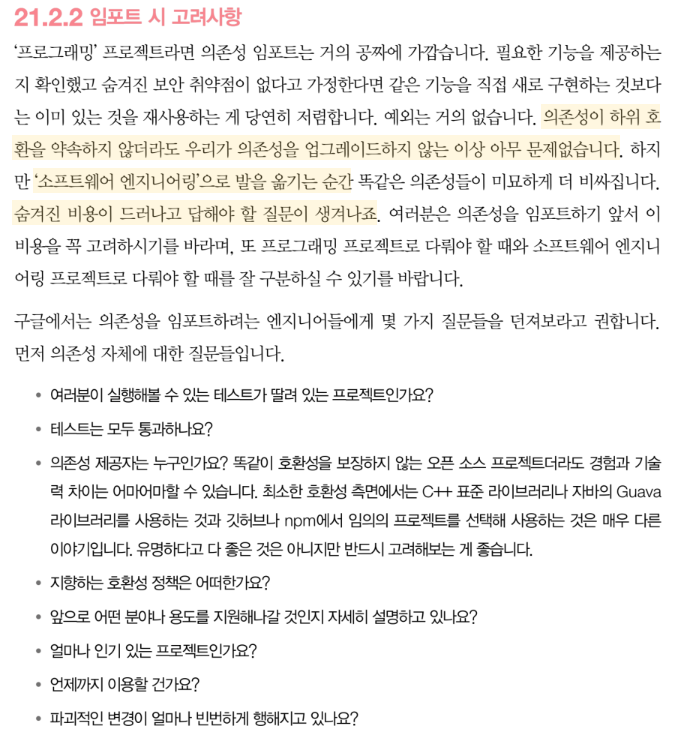 21.2.2 임포트 시 고려사항
‘프로그래밍’ 프로젝트라면 의존성 임포트는 거의 공짜에 가깝습니다. 필요한 기능을 제공하는
지 확인했고 숨겨진 보안 취약점이 없다고 가정한다면 같은 기능을 직접 새로 구현하는 것보다
는 이미 있는 것을 재사용하는 게 당연히 저렴합니다. 예외는 거의 없습니다. 의존성이 하위 호
환을 약속하지 않더라도 우리가 의존성을 업그레이드하지 않는 이상 아무 문제없습니다. 하지
만 ‘소프트웨어 엔지니어링’으로 발을 옮기는 순간 똑같은 의존성들이 미묘하게 더 비싸집니다.
숨겨진 비용이 드러나고 답해야 할 질문이 생겨나죠. 여러분은 의존성을 임포트하기 앞서 이
비용을 꼭 고려하시기를 바라며, 또 프로그래밍 프로젝트로 다뤄야 할 때와 소프트웨어 엔지니
어링 프로젝트로 다뤄야 할 때를 잘 구분하실 수 있기를 바랍니다.
구글에서는 의존성을 임포트하려는 엔지니어들에게 몇 가지 질문들을 던져보라고 권합니다.
먼저 의존성 자체에 대한 질문들입니다.
• 여러분이 실행해볼 수 있는 테스트가 딸려 있는 프로젝트인가요?
• 테스트는 모두 통과하나요?
• 의존성 제공자는 누구인가요? 똑같이 호환성을 보장하지 않는 오픈 소스 프로젝트더라도 경험과 기술
력 차이는 어마어마할 수 있습니다. 최소한 호환성 측면에서는 C++ 표준 라이브러리나 자바의 Guava
라이브러리를 사용하는 것과 깃허브나 npm에서 임의의 프로젝트를 선택해 사용하는 것은 매우 다른
이야기입니다. 유명하다고 다 좋은 것은 아니지만 반드시 고려해보는 게 좋습니다.
• 지향하는 호환성 정책은 어떠한가요?
• 앞으로 어떤 분야나 용도를 지원해나갈 것인지 자세히 설명하고 있나요?
• 얼마나 인기 있는 프로젝트인가요?
• 언제까지 이용할 건가요?
• 파괴적인 변경이 얼마나 빈번하게 행해지고 있나요?